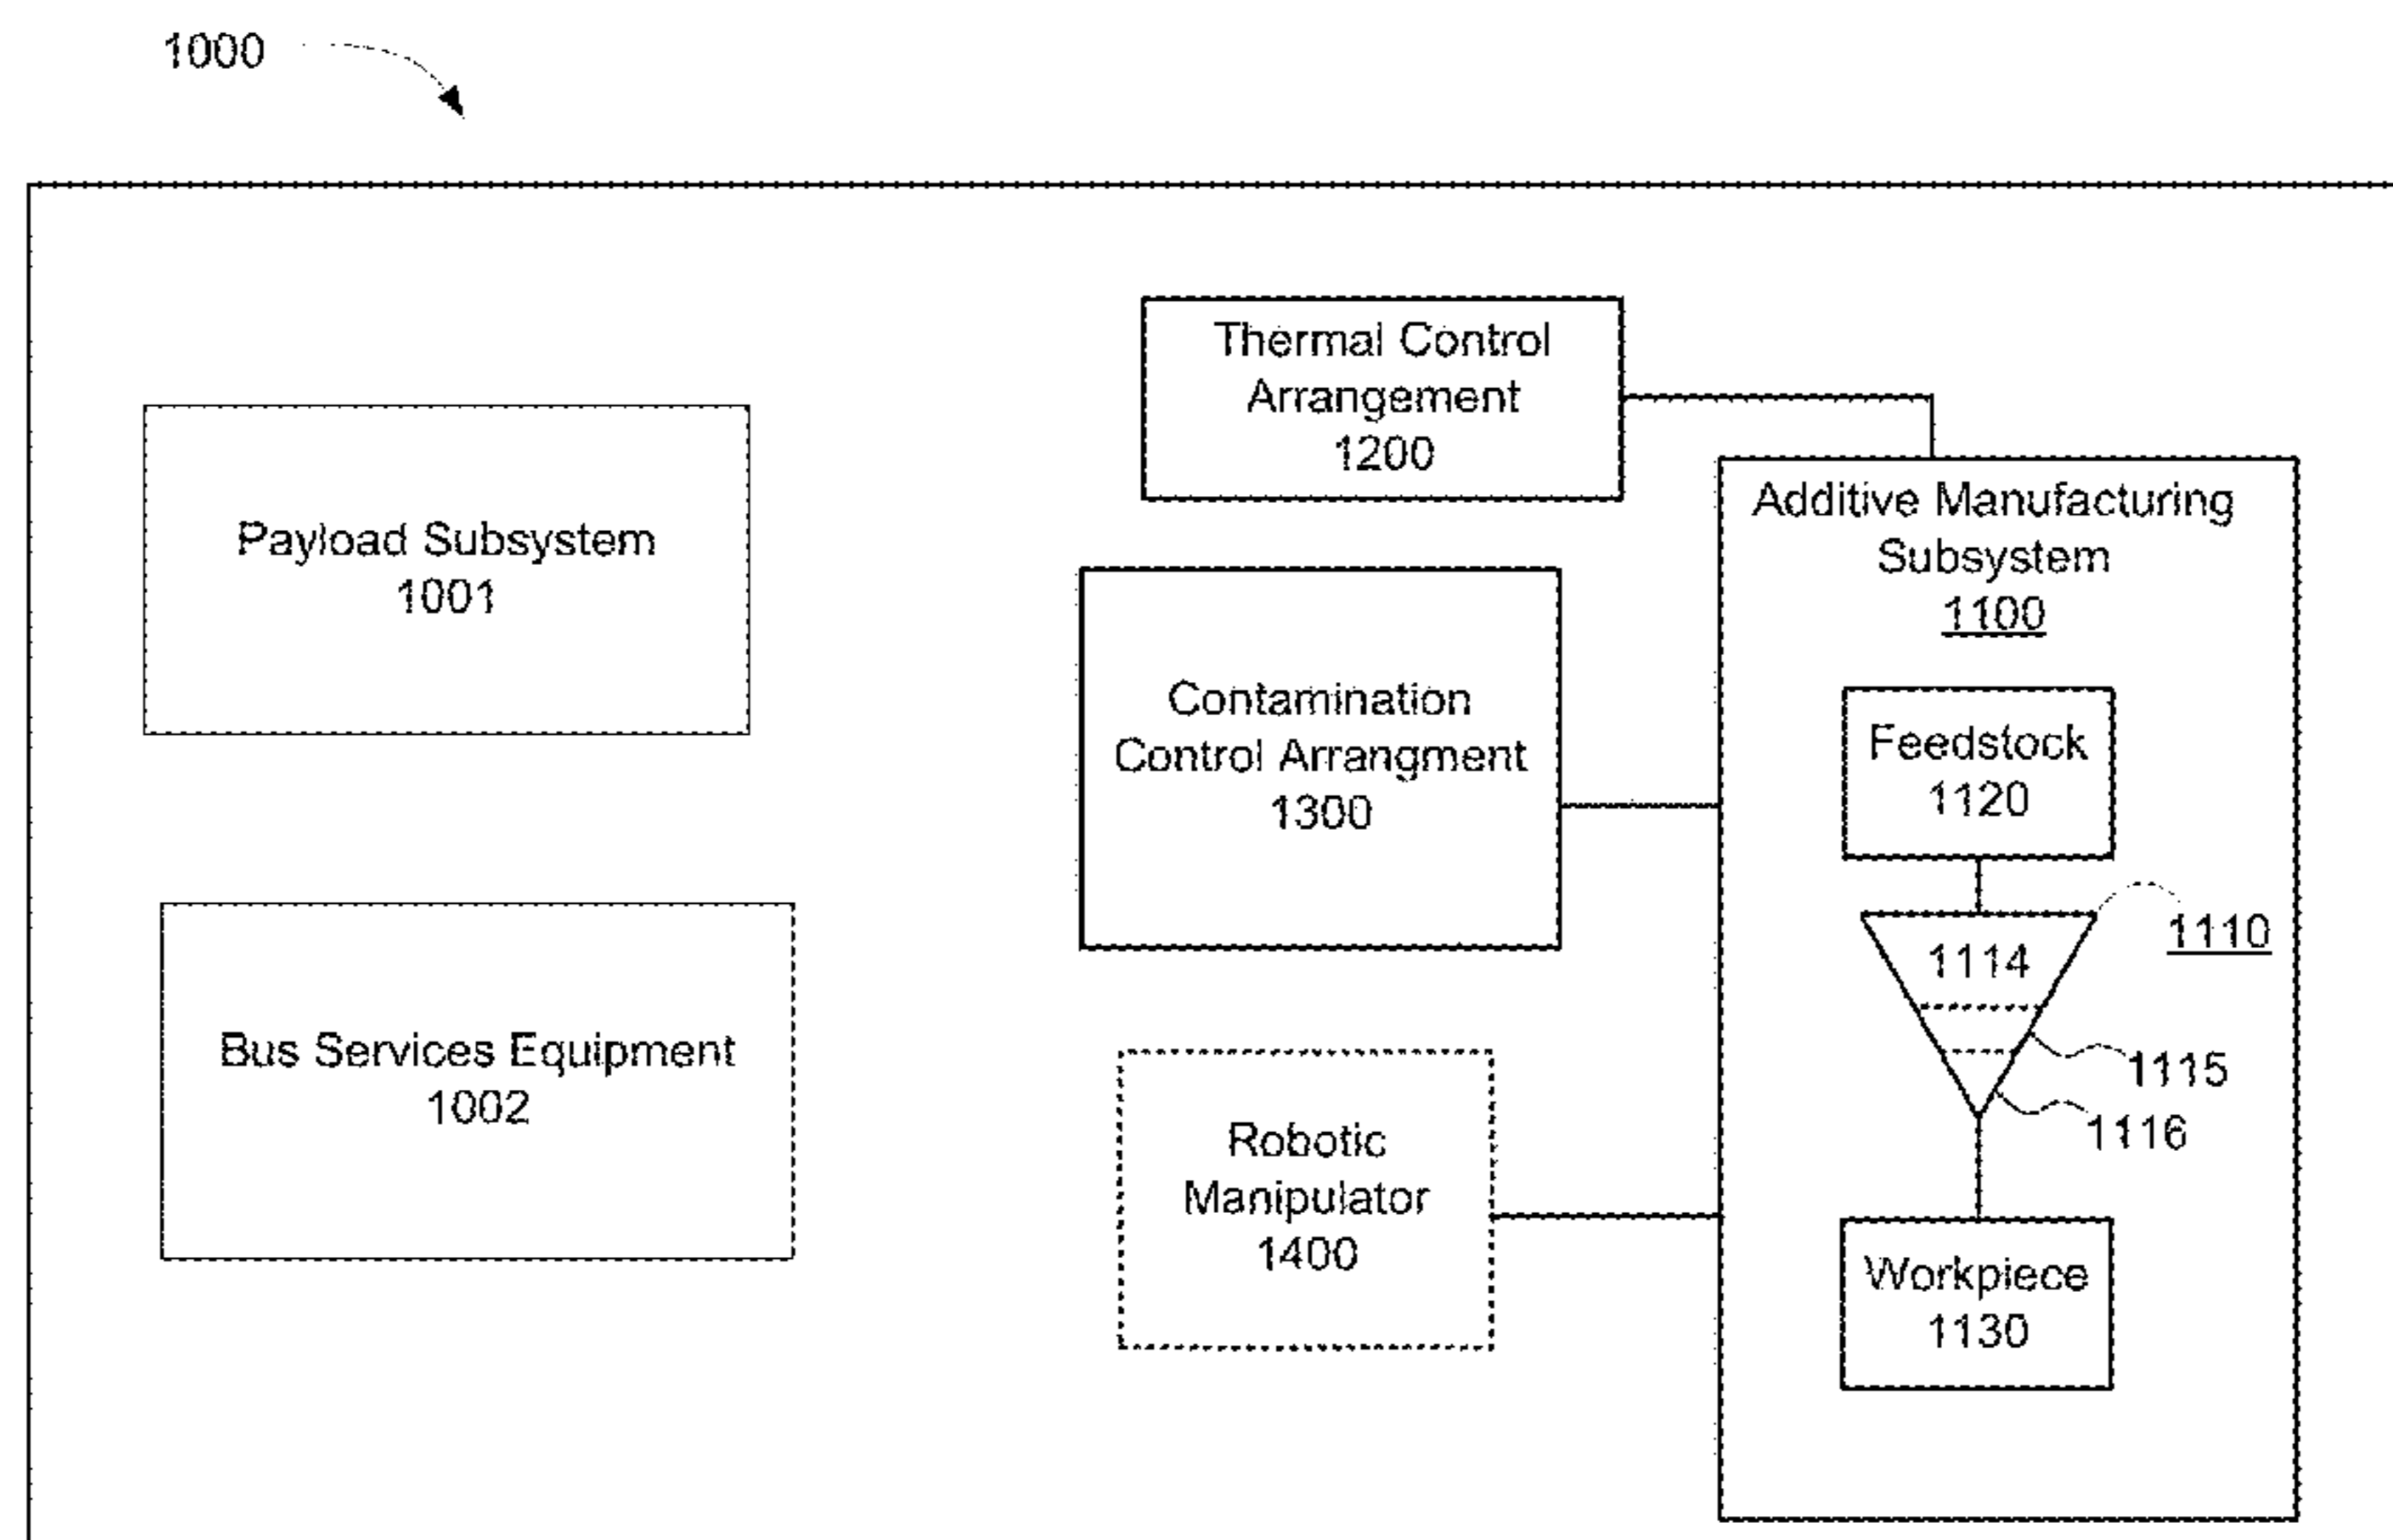 1000
Thermal Control
Arrangement
1200
Payload Subsystem
1001
Additive Manufacturing
Subsystem
1100
Contamination
Control Arrangment
1300
Feedstock
1120
1110
1114
1115
1116
Bus Services Equipment
1002
Robotic
Manipulator
1400
Workpiece
1130